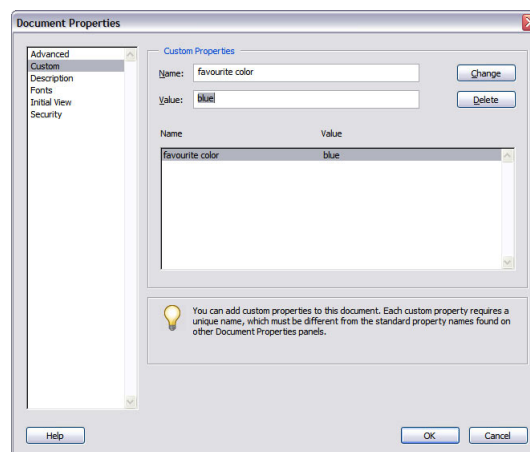 Document Properties
Advanced
Custom
Description
Fonts
Initial View
Security
Custom Properties
Name: favourite color Change
Value: blue Delete
Name Value
favourite color blue
You can add custom properties to this document. Each custom property requires a
unique name, which must be different from the standard property names found on
other Document Properties panels.
Help OK Cancel